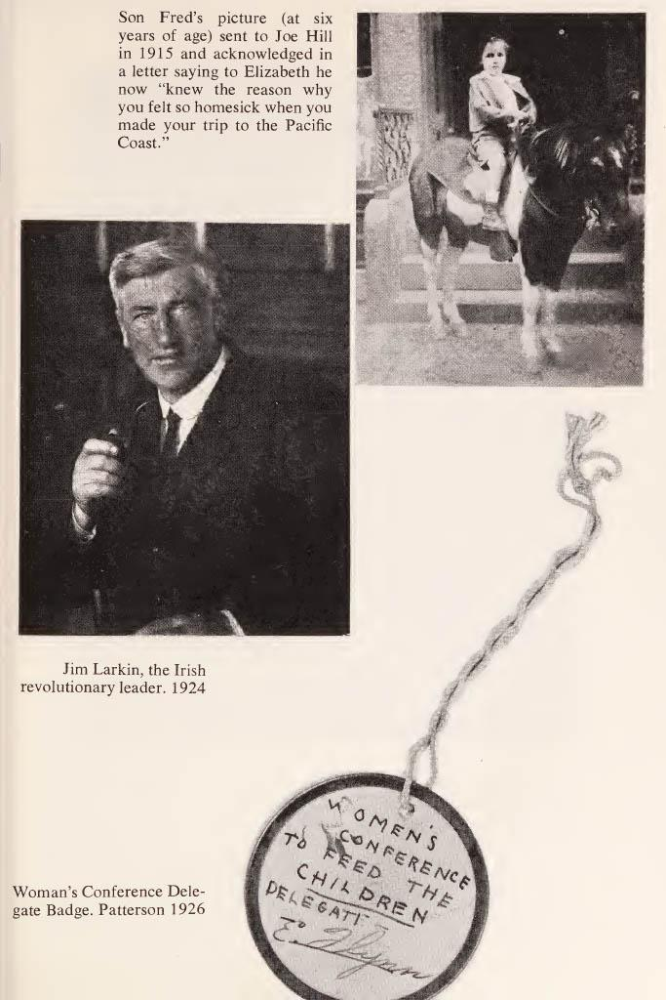 Son Fred's picture (at six
years of age) sent to Joe Hill
in 1915 and acknowledged in
a letter saying to Elizabeth he
now “knew the reason why
you felt so homesick when you
made your trip to the Pacific
Coast.”
Jim Larkin, the Irish
revolutionary leader. 1924
Woman's Conference Dele-
gate Badge. Patterson 1926
WOMEN'S
CONFERENCE
TO FEED THE
CHILDREN
DELEGATE
E. Flynn